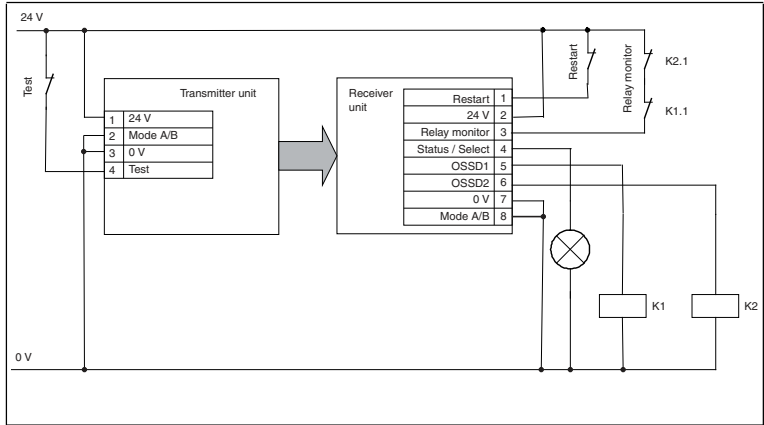 24 V
Test
Transmitter unit
1 24 V
2 Mode A/B
3 0 V
4 Test
Receiver
unit
Restart 1
24 V 2
Relay monitor 3
Status / Select 4
OSSD1 5
OSSD2 6
0 V 7
Mode A/B 8
Restart
Relay monitor
K2.1
K1.1
K1
K2
0 V